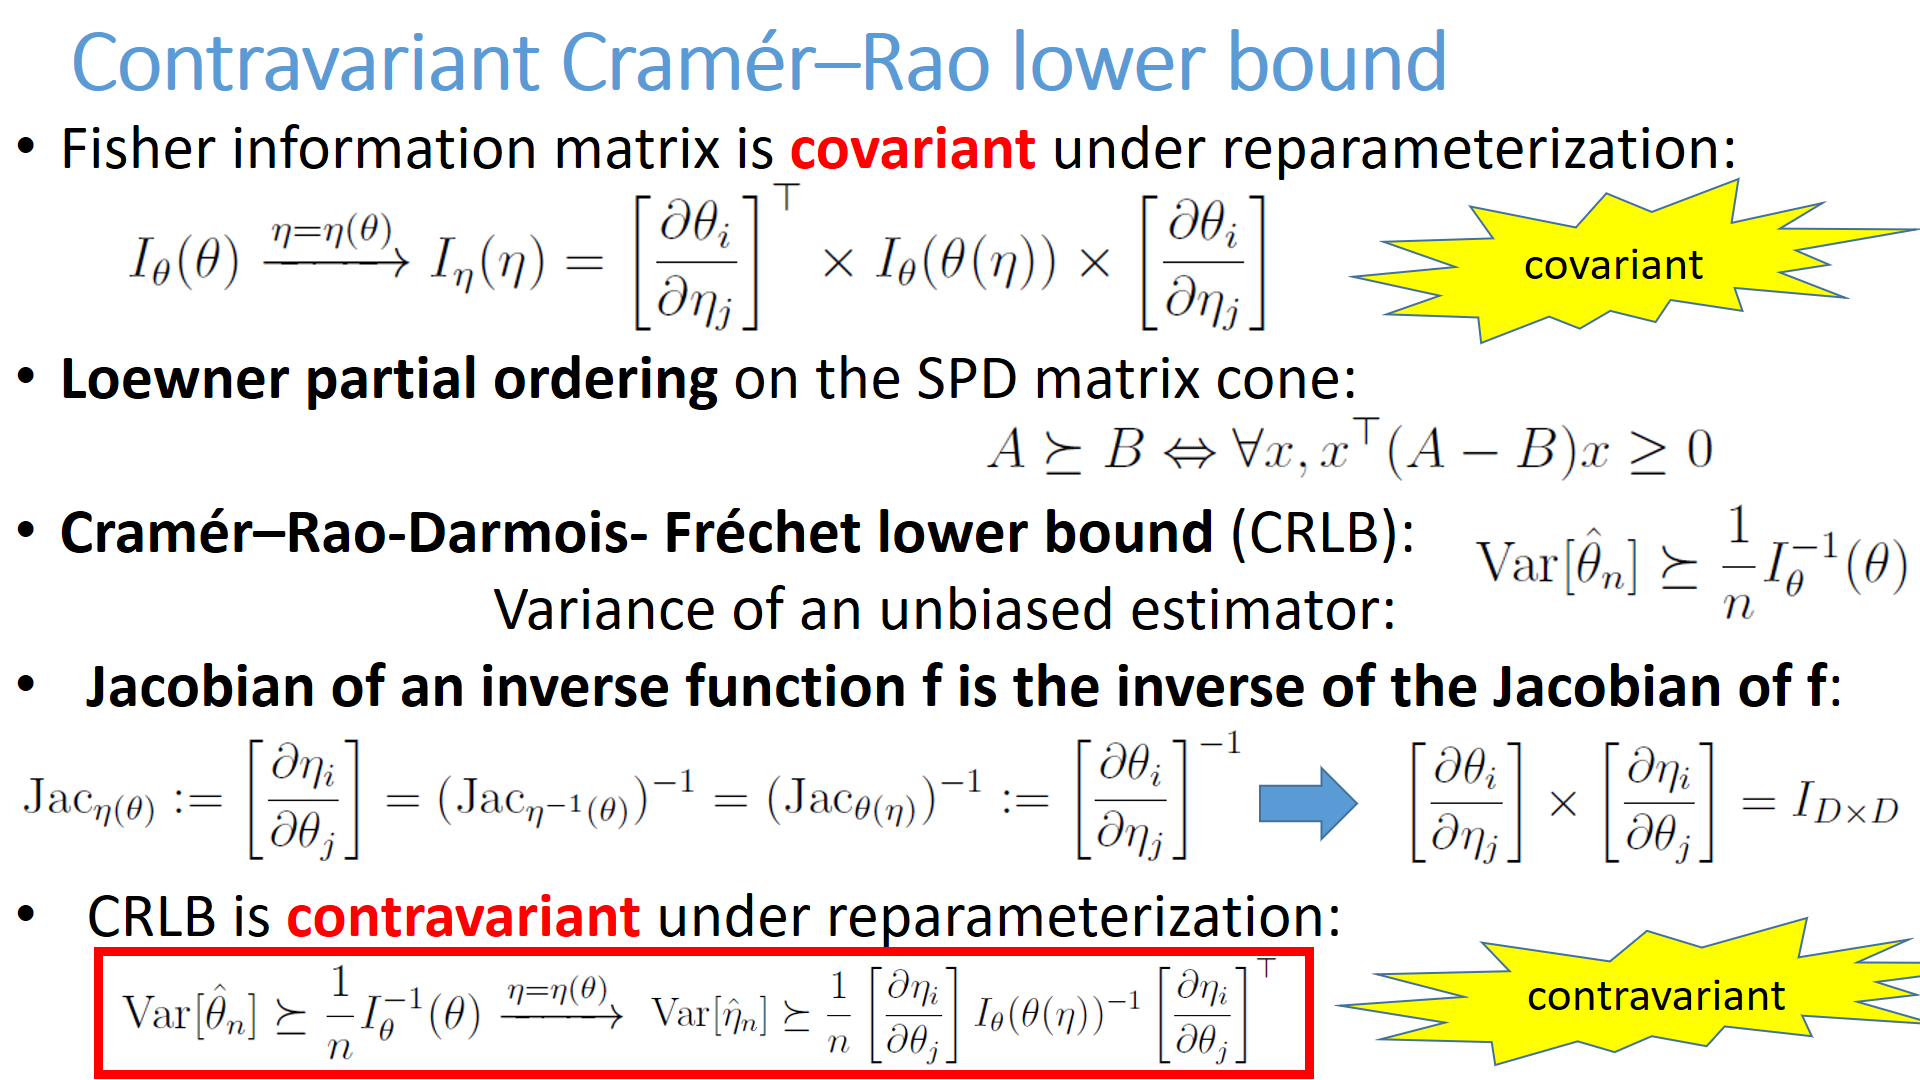 Contravariant Cramér–Rao lower bound
• Fisher information matrix is covariant under reparameterization:
$I_\theta(\theta) \xrightarrow{\eta=\eta(\theta)} I_\eta(\eta) = \left[\frac{\partial\theta_i}{\partial\eta_j}\right]^\top \times I_\theta(\theta(\eta)) \times \left[\frac{\partial\theta_i}{\partial\eta_j}\right]$
covariant
• Loewner partial ordering on the SPD matrix cone:
$A \succeq B \Leftrightarrow \forall x, x^\top(A - B)x \geq 0$
• Cramér–Rao-Darmois- Fréchet lower bound (CRLB):
Variance of an unbiased estimator:
$\mathrm{Var}[\hat{\theta}_n] \succeq \frac{1}{n} I_\theta^{-1}(\theta)$
• Jacobian of an inverse function f is the inverse of the Jacobian of f:
$\mathrm{Jac}_{\eta(\theta)} := \left[\frac{\partial\eta_i}{\partial\theta_j}\right] = (\mathrm{Jac}_{\eta^{-1}(\theta)})^{-1} = (\mathrm{Jac}_{\theta(\eta)})^{-1} := \left[\frac{\partial\theta_i}{\partial\eta_j}\right]^{-1}$
$\left[\frac{\partial\theta_i}{\partial\eta_j}\right] \times \left[\frac{\partial\eta_i}{\partial\theta_j}\right] = I_{D\times D}$
• CRLB is contravariant under reparameterization:
$\mathrm{Var}[\hat{\theta}_n] \succeq \frac{1}{n} I_\theta^{-1}(\theta) \xrightarrow{\eta=\eta(\theta)} \mathrm{Var}[\hat{\eta}_n] \succeq \frac{1}{n} \left[\frac{\partial\eta_i}{\partial\theta_j}\right] I_\theta(\theta(\eta))^{-1} \left[\frac{\partial\eta_i}{\partial\theta_j}\right]^\top$
contravariant